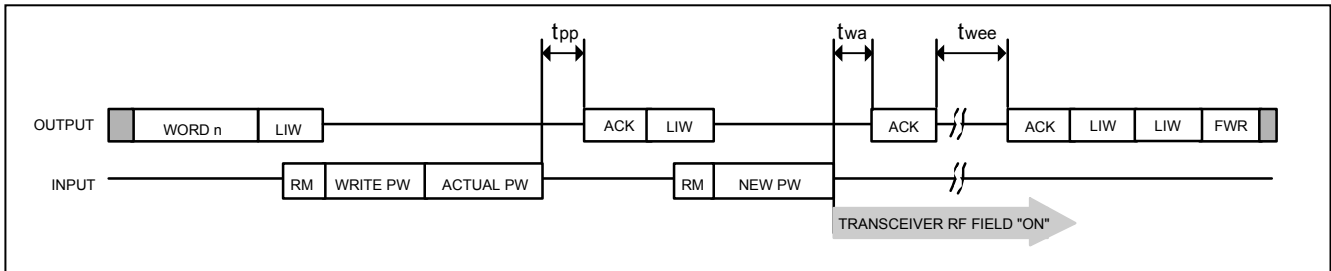 tpp twa twee
OUTPUT WORD n LIW ACK LIW ACK ACK LIW LIW FWR
INPUT RM WRITE PW ACTUAL PW RM NEW PW
TRANSCEIVER RF FIELD "ON"